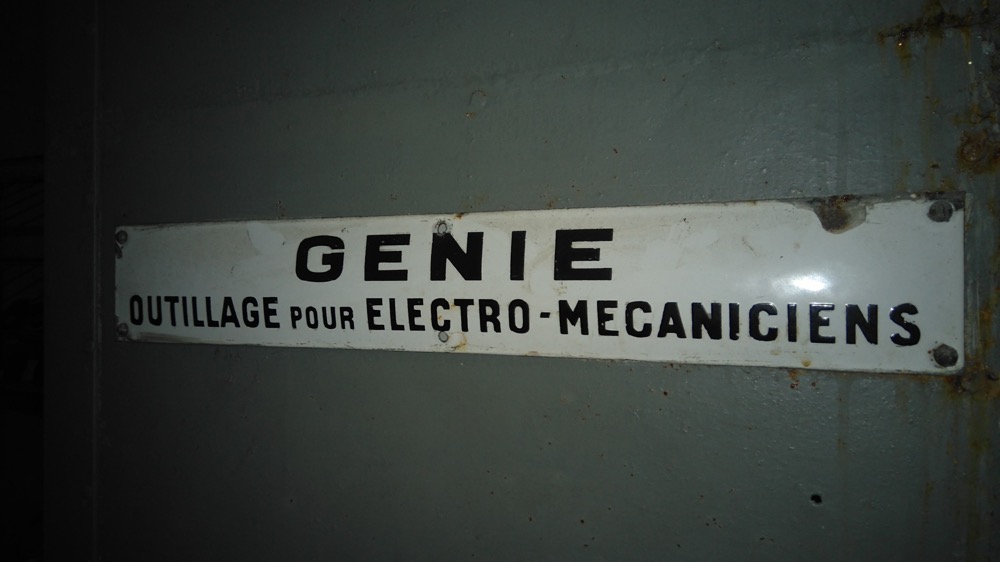 GENIE
OUTILLAGE POUR ELECTRO-MECANICIENS